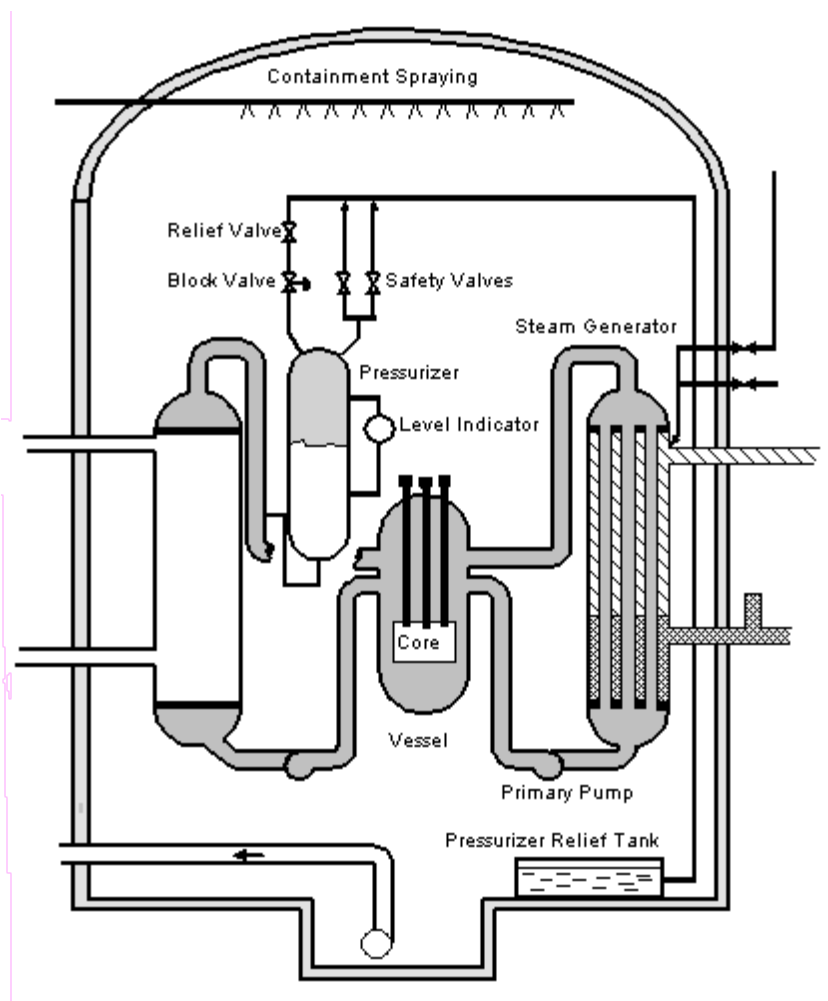 Containment Spraying
Relief Valve
Block Valve
Safety Valves
Steam Generator
Pressurizer
Level Indicator
Core
Vessel
Primary Pump
Pressurizer Relief Tank